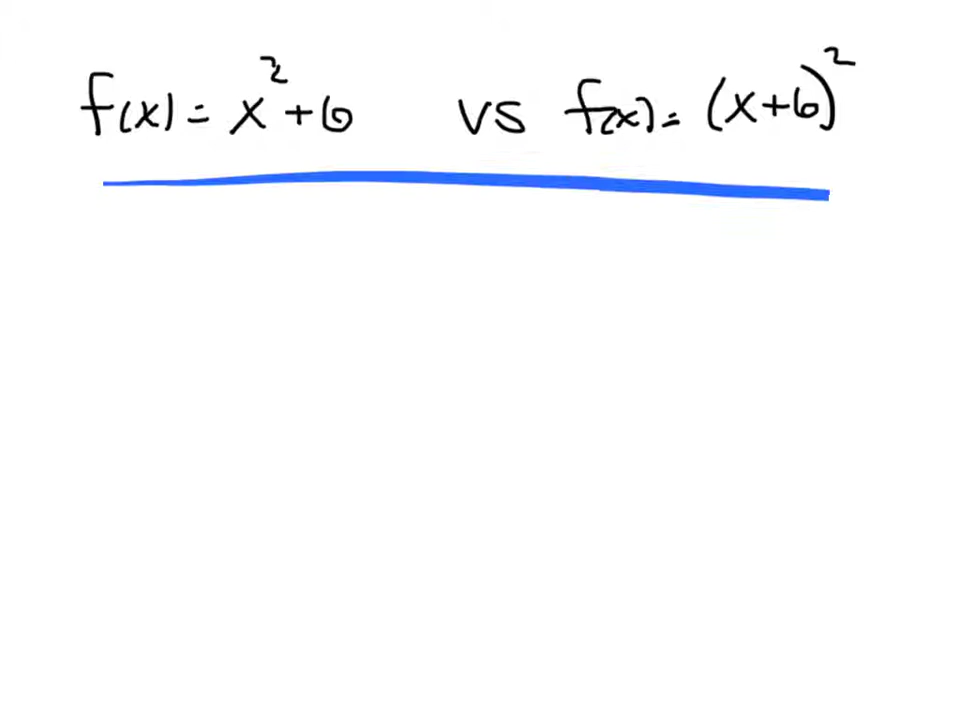 f(x) = x² + 6 vs f(x) = (x+6)²